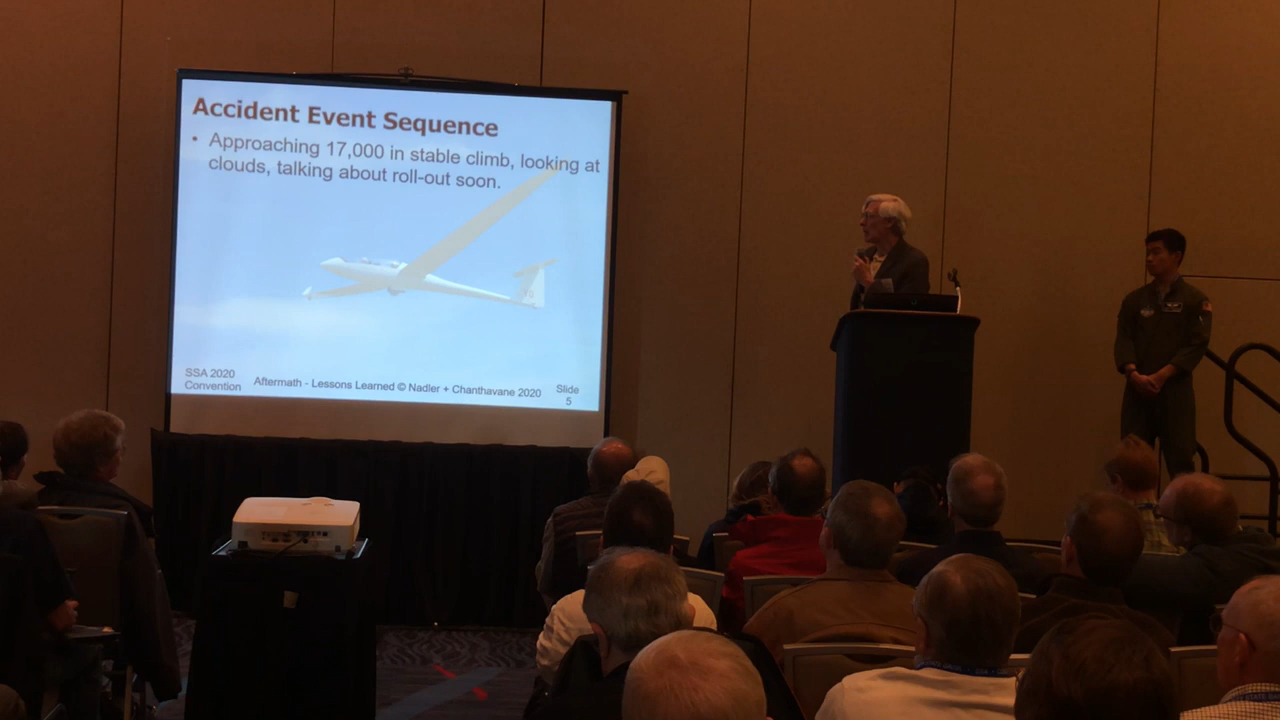 Accident Event Sequence
• Approaching 17,000 in stable climb, looking at
clouds, talking about roll-out soon.
SSA 2020
Convention
Aftermath - Lessons Learned © Nadler + Chanthavane 2020
Slide
5